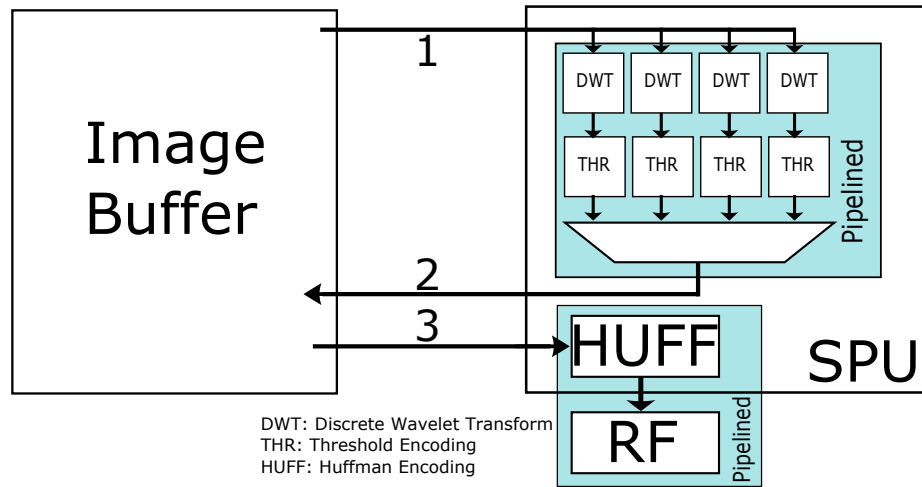 1
DWT DWT DWT DWT
THR THR THR THR
Pipelined
Image
Buffer
2
3
HUFF
SPU
RF
Pipelined
DWT: Discrete Wavelet Transform
THR: Threshold Encoding
HUFF: Huffman Encoding